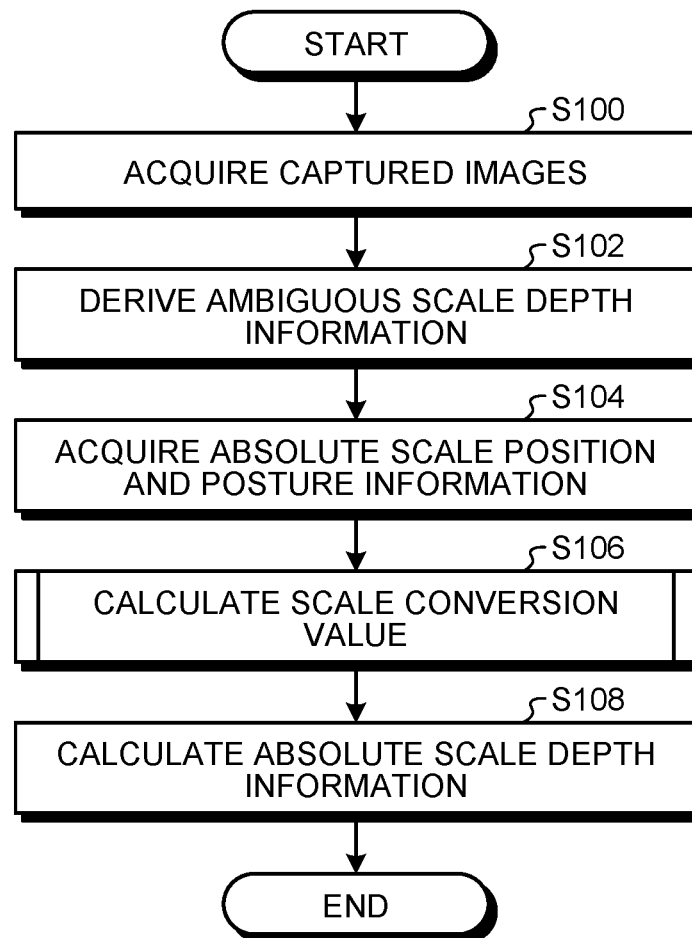 START
S100
ACQUIRE CAPTURED IMAGES
S102
DERIVE AMBIGUOUS SCALE DEPTH
INFORMATION
S104
ACQUIRE ABSOLUTE SCALE POSITION
AND POSTURE INFORMATION
S106
CALCULATE SCALE CONVERSION
VALUE
S108
CALCULATE ABSOLUTE SCALE DEPTH
INFORMATION
END